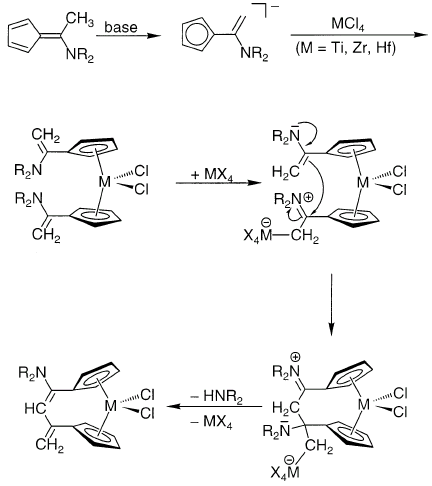 CH3
NR2
base
NR2
−
MCl4
(M = Ti, Zr, Hf)
CH2
R2N
R2N
CH2
M
Cl
Cl
+ MX4
R2N
H2C
R2N
⊕
⊖
X4M
CH2
M
Cl
Cl
R2N
HC
CH2
M
Cl
Cl
– HNR2
– MX4
⊕
R2N
H2C
R2N
CH2
⊖
X4M
M
Cl
Cl